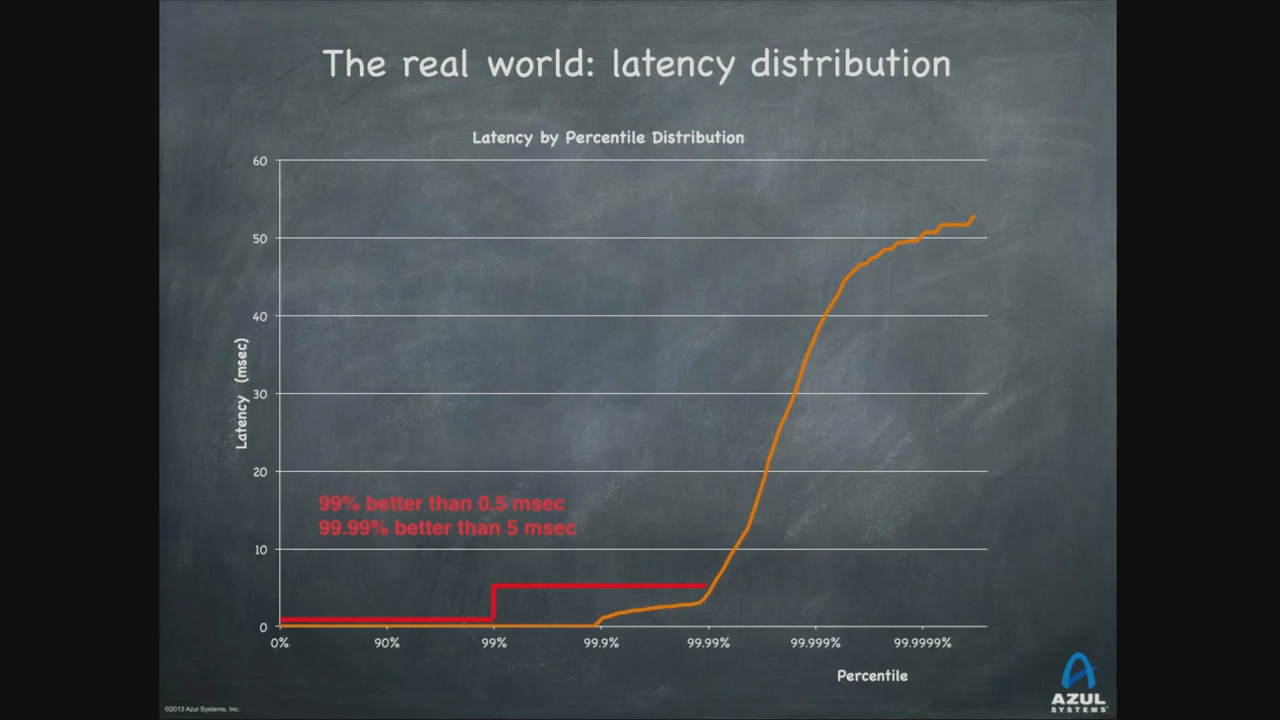 The real world: latency distribution
Latency by Percentile Distribution
60
50
40
30
20
10
0
Latency (msec)
99% better than 0.5 msec
99.99% better than 5 msec
0% 90% 99% 99.9% 99.99% 99.999% 99.9999%
Percentile
©2013 Azul Systems, Inc.
AZUL
SYSTEMS